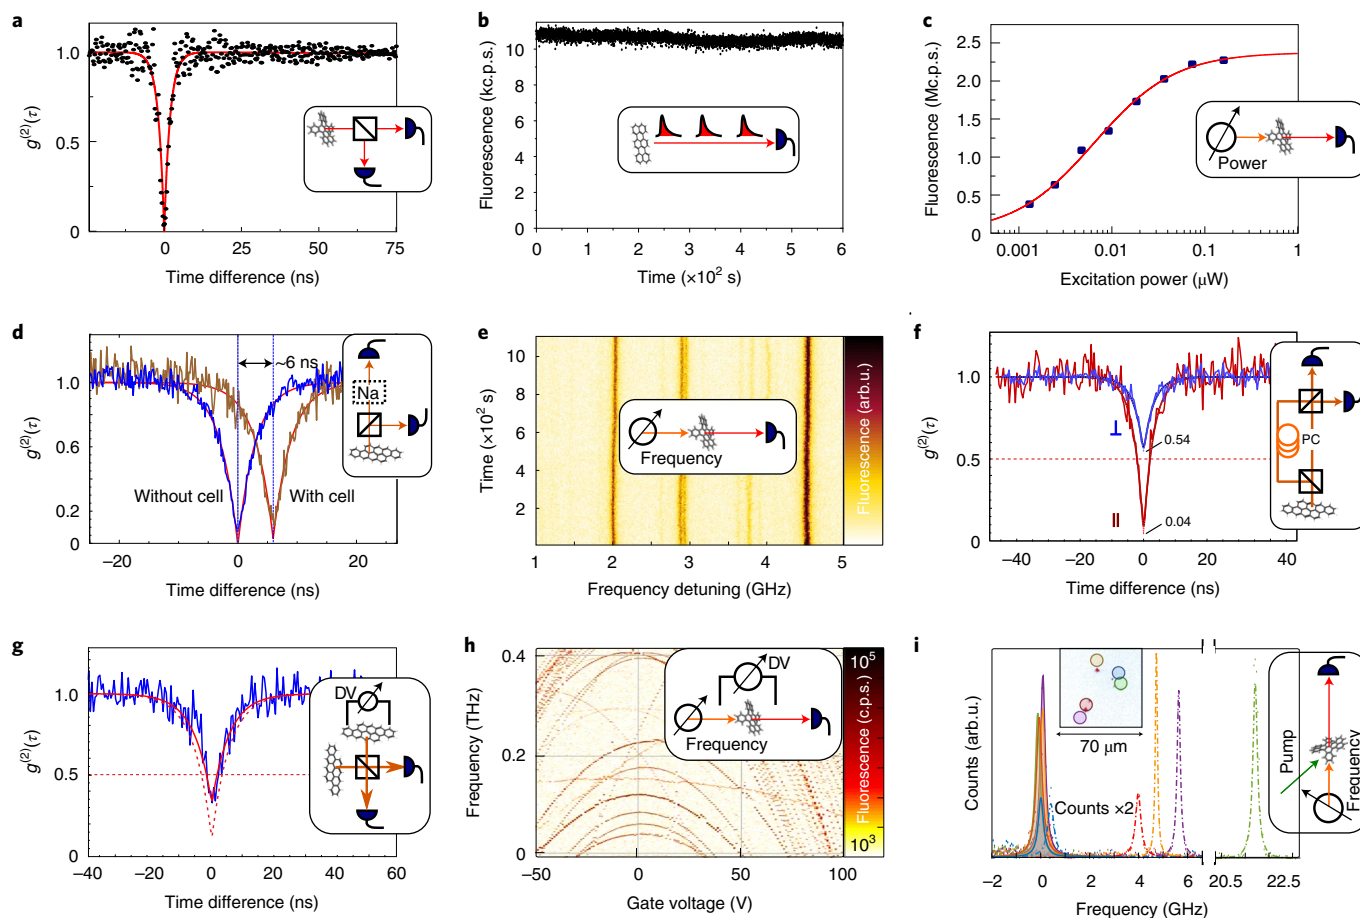 a
1.0
0.5
0
g(2)(τ)
0
25
50
75
Time difference (ns)
b
10
8
6
4
2
0
Fluorescence (kc.p.s.)
0
1
2
3
4
5
6
Time (×10² s)
c
2.5
2.0
1.5
1.0
0.5
0
Fluorescence (Mc.p.s.)
Power
0.001
0.01
0.1
1
Excitation power (μW)
d
1.0
0.8
0.6
0.4
0.2
0
g(2)(τ)
~6 ns
Na
Without cell
With cell
–20
0
20
Time difference (ns)
e
10
8
6
4
2
Time (×10² s)
Frequency
Fluorescence (arb.u.)
1
2
3
4
5
Frequency detuning (GHz)
f
1.0
0.5
0
g(2)(τ)
⊥
0.54
||
0.04
PC
–40
–20
0
20
40
Time difference (ns)
g
1.0
0.5
0
g(2)(τ)
DV
–40
–20
0
20
40
60
Time difference (ns)
h
0.4
0.2
0
Frequency (THz)
DV
Frequency
10⁵
Fluorescence (c.p.s.)
10³
–50
0
50
100
Gate voltage (V)
i
Counts (arb.u.)
70 μm
Counts ×2
Pump
Frequency
–2
0
2
4
6
20.5
22.5
Frequency (GHz)